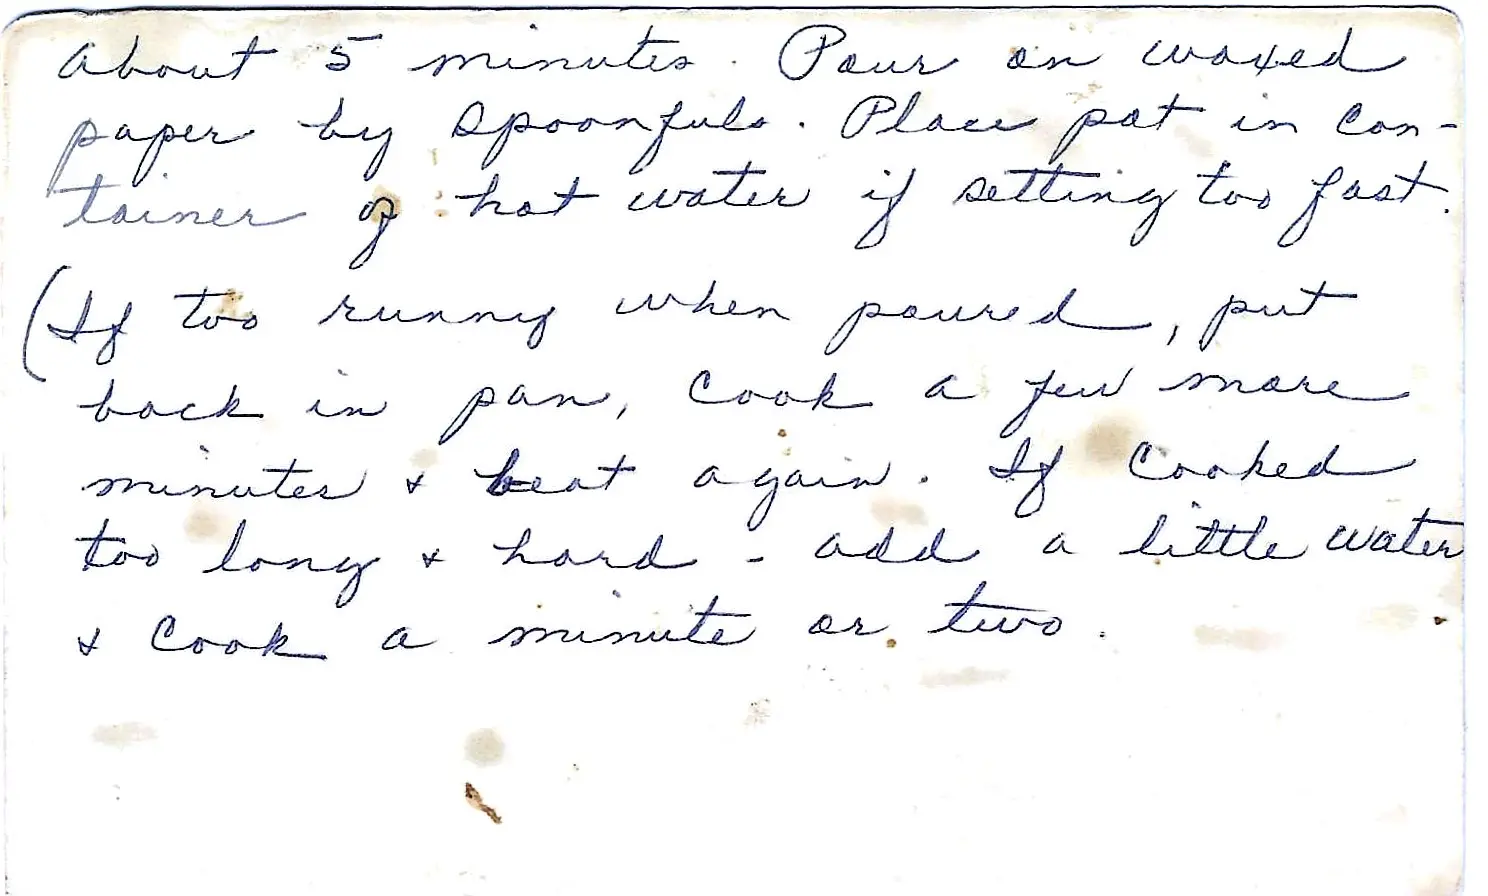 about 5 minutes. Pour on waxed
paper by spoonfuls. Place pot in con-
tainer of hot water if setting too fast.
(If too runny when poured, put
back in pan, cook a few more
minutes & beat again. If cooked
too long & hard - add a little water
& cook a minute or two.